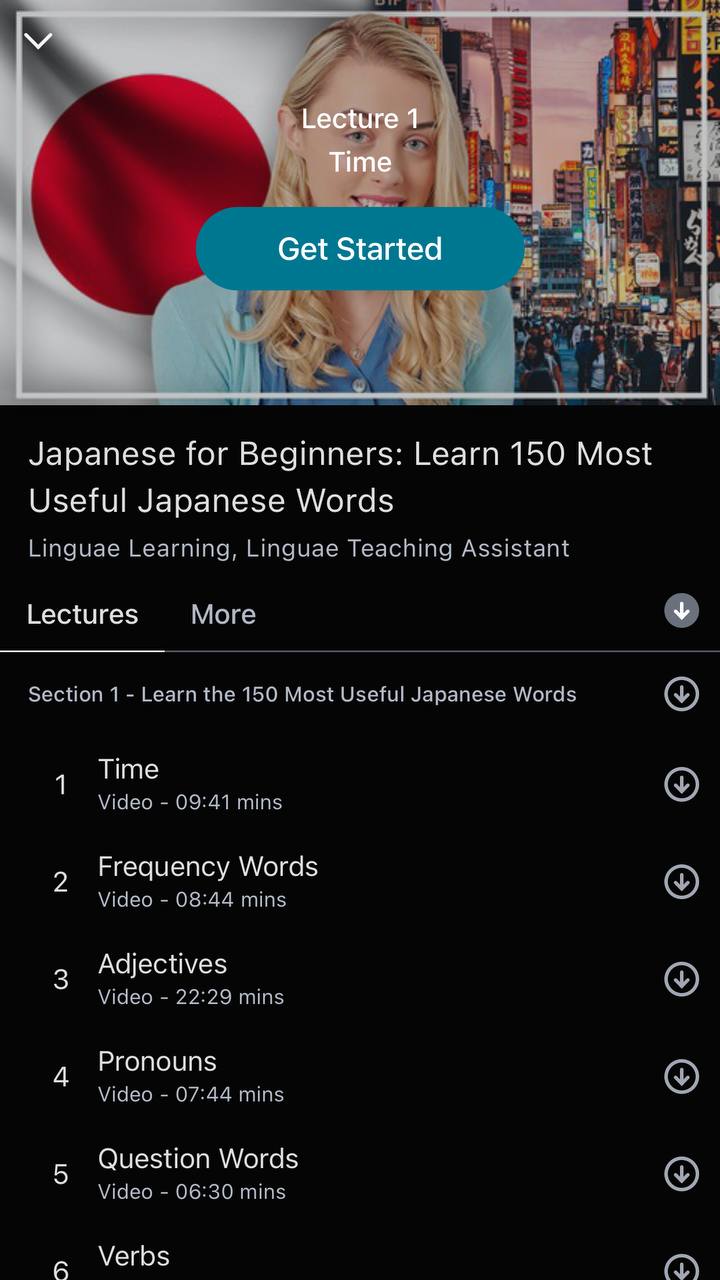 Lecture 1
Time
Get Started
Japanese for Beginners: Learn 150 Most
Useful Japanese Words
Linguae Learning, Linguae Teaching Assistant
Lectures
More
Section 1 - Learn the 150 Most Useful Japanese Words
1
Time
Video - 09:41 mins
2
Frequency Words
Video - 08:44 mins
3
Adjectives
Video - 22:29 mins
4
Pronouns
Video - 07:44 mins
5
Question Words
Video - 06:30 mins
6
Verbs